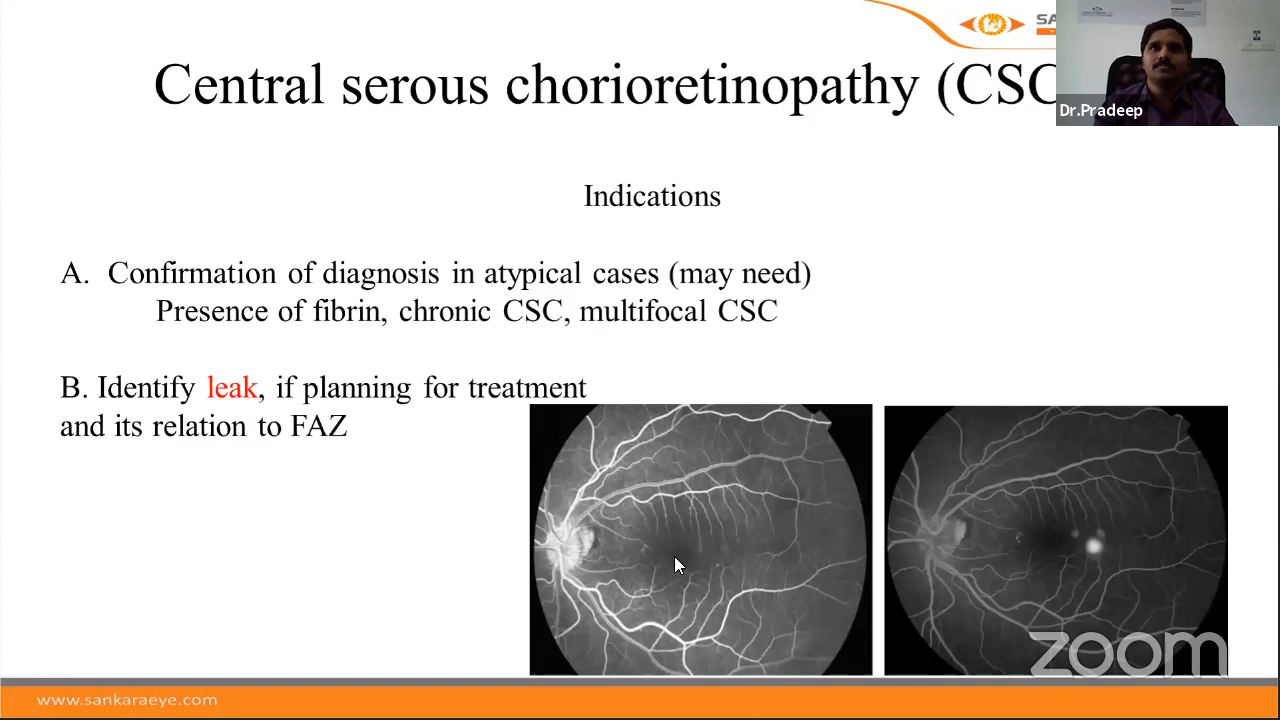 SA
Central serous chorioretinopathy (CSC
Dr.Pradeep
Indications
A. Confirmation of diagnosis in atypical cases (may need)
Presence of fibrin, chronic CSC, multifocal CSC
B. Identify leak, if planning for treatment
and its relation to FAZ
zoom
www.sankaraeye.com